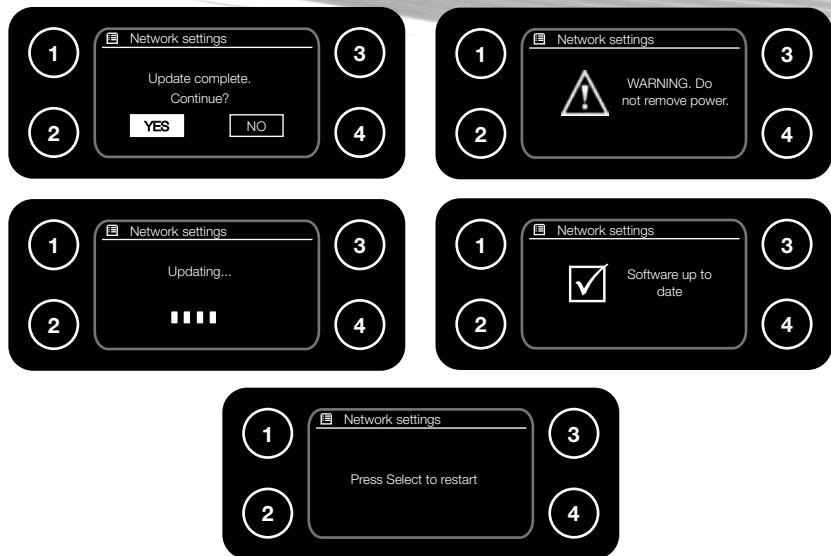 Network settings
1
3
Update complete.
Continue?
YES NO
2
4
Network settings
1
3
WARNING. Do
not remove power.
2
4
Network settings
1
3
Updating...
2
4
Network settings
1
3
Software up to
date
2
4
Network settings
1
3
Press Select to restart
2
4